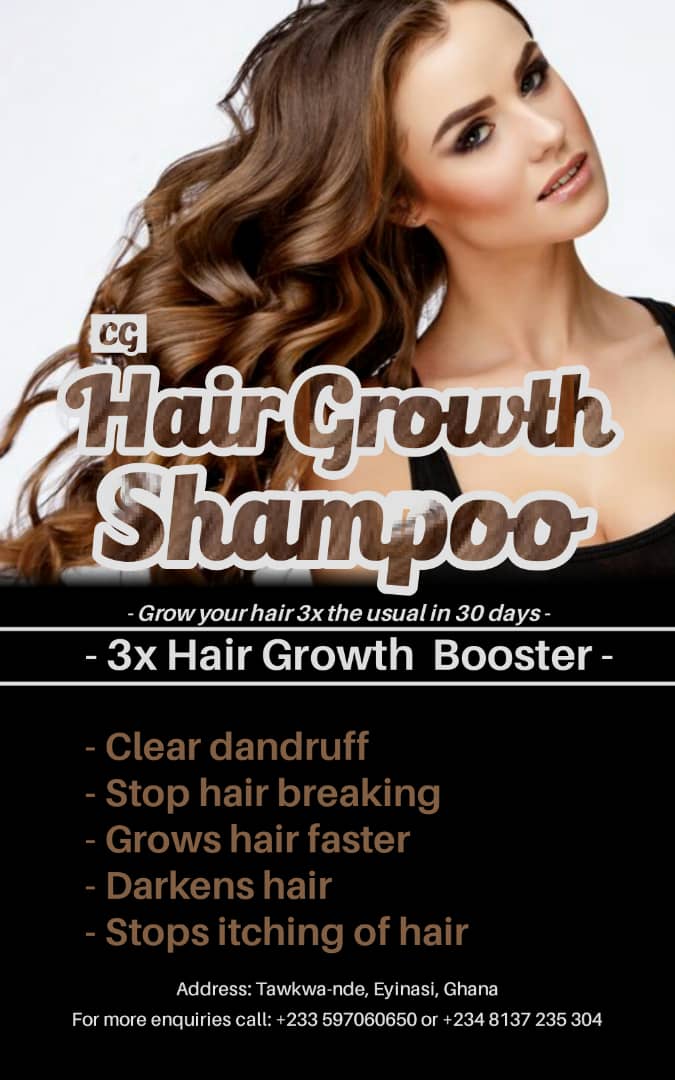 CG
Hair Growth
Shampoo
- Grow your hair 3x the usual in 30 days -
- 3x Hair Growth Booster -
- Clear dandruff
- Stop hair breaking
- Grows hair faster
- Darkens hair
- Stops itching of hair
Address: Tawkwa-nde, Eyinasi, Ghana
For more enquiries call: +233 597060650 or +234 8137 235 304